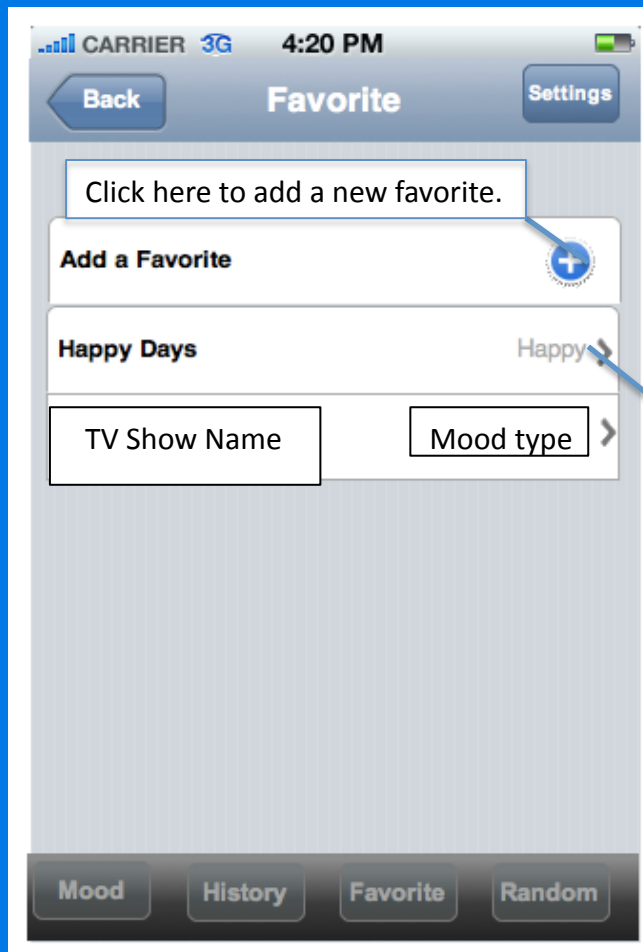 CARRIER 3G 4:20 PM
Back Favorite Settings
Click here to add a new favorite.
Add a Favorite
Happy Days Happy
TV Show Name Mood type
Mood History Favorite Random